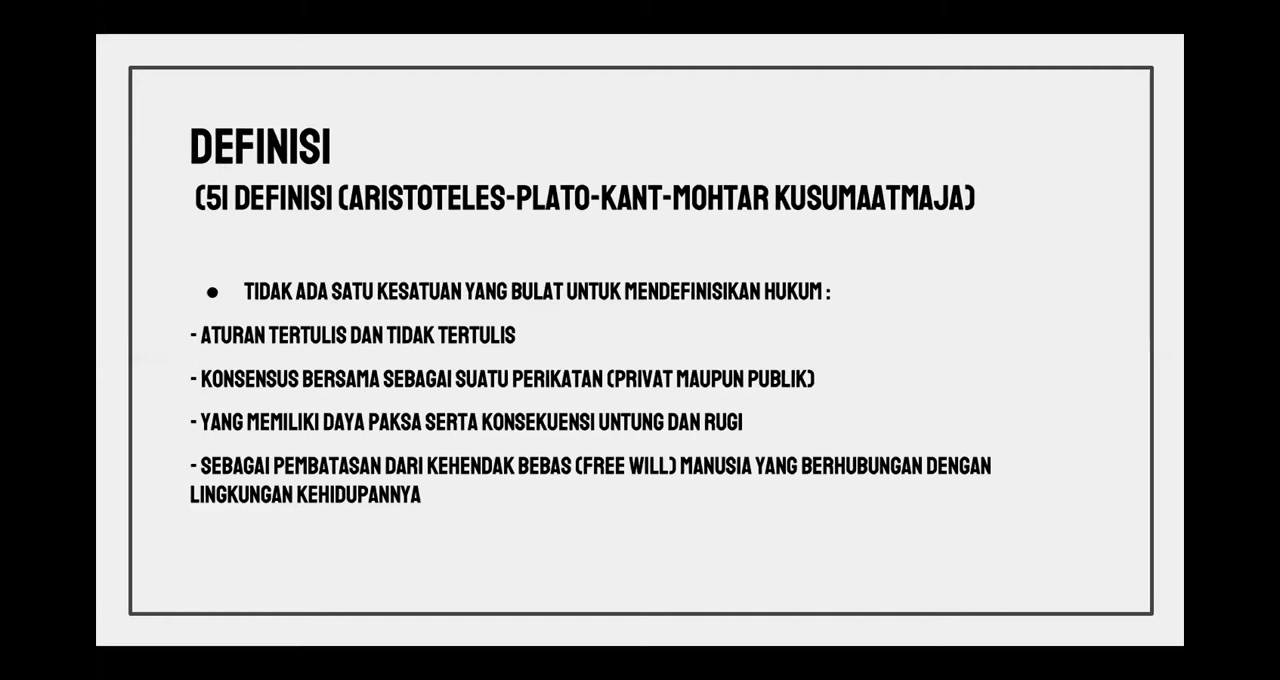 DEFINISI
(51 DEFINISI (ARISTOTELES-PLATO-KANT-MOHTAR KUSUMAATMAJA)
● TIDAK ADA SATU KESATUAN YANG BULAT UNTUK MENDEFINISIKAN HUKUM :
- ATURAN TERTULIS DAN TIDAK TERTULIS
- KONSENSUS BERSAMA SEBAGAI SUATU PERIKATAN (PRIVAT MAUPUN PUBLIK)
- YANG MEMILIKI DAYA PAKSA SERTA KONSEKUENSI UNTUNG DAN RUGI
- SEBAGAI PEMBATASAN DARI KEHENDAK BEBAS (FREE WILL) MANUSIA YANG BERHUBUNGAN DENGAN
LINGKUNGAN KEHIDUPANNYA